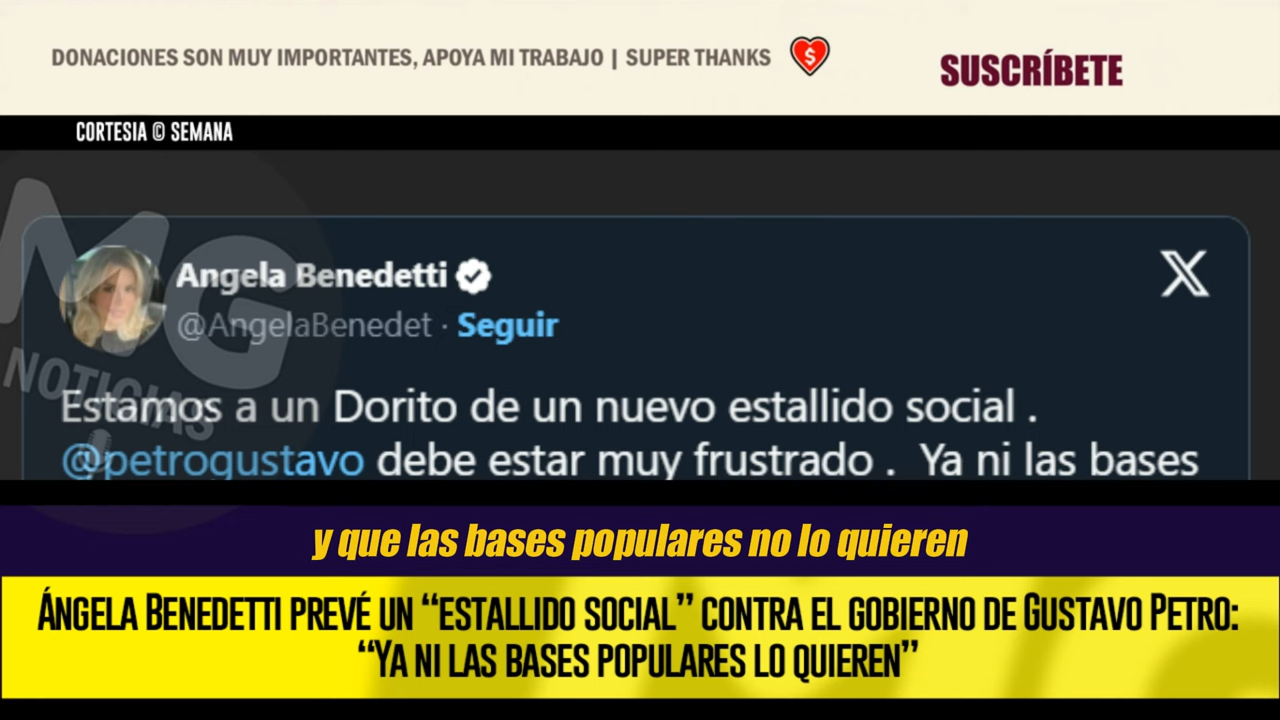 DONACIONES SON MUY IMPORTANTES, APOYA MI TRABAJO | SUPER THANKS
$
SUSCRÍBETE
CORTESIA © SEMANA
MG
NOTICIAS
Angela Benedetti
@AngelaBenedet · Seguir
X
Estamos a un Dorito de un nuevo estallido social .
@petrogustavo debe estar muy frustrado . Ya ni las bases
y que las bases populares no lo quieren
ÁNGELA BENEDETTI PREVÉ UN “ESTALLIDO SOCIAL” CONTRA EL GOBIERNO DE GUSTAVO PETRO:
“YA NI LAS BASES POPULARES LO QUIEREN”